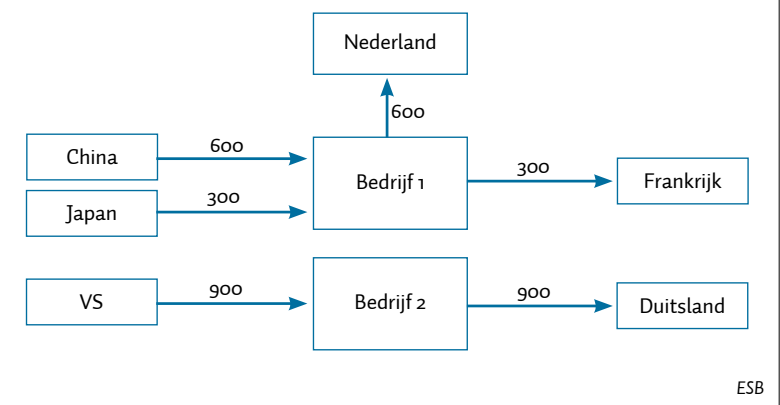 Nederland
600
China
600
Bedrijf 1
300
Frankrijk
Japan
300
VS
900
Bedrijf 2
900
Duitsland
ESB